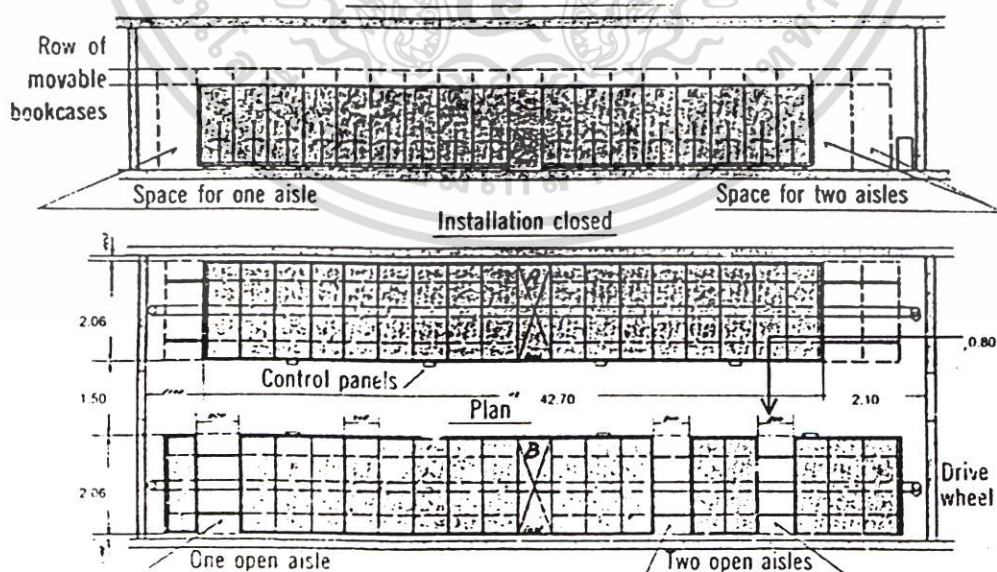 Row of
movable
bookcases
Space for one aisle
Space for two aisles
Installation closed
2.06
A
0.80
Control panels
1.50
Plan
42.70
2.10
B
2.06
Drive
wheel
One open aisle
Two open aisles